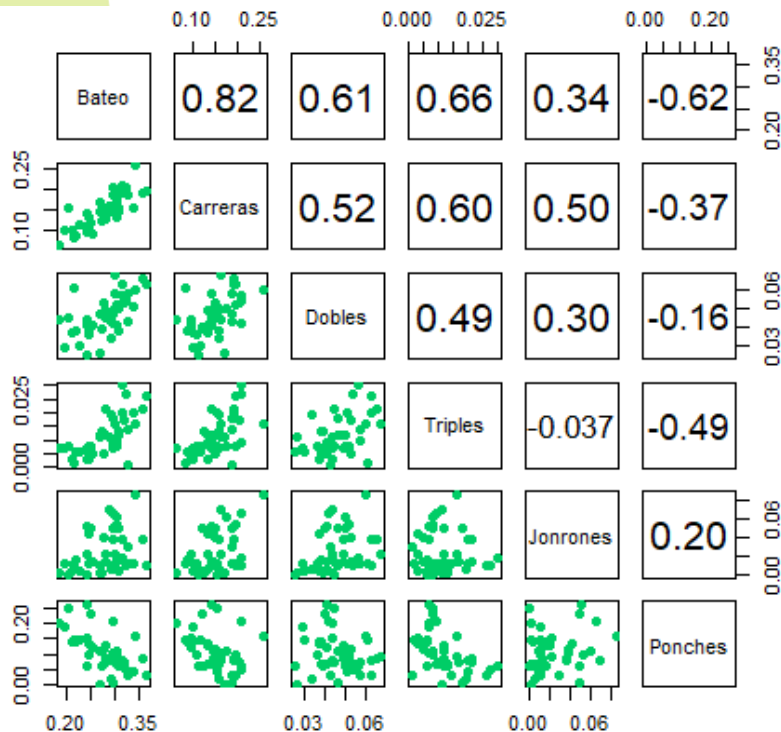 0.10 0.25 0.000 0.025 0.00 0.20
Bateo 0.82 0.61 0.66 0.34 -0.62 0.20 0.35
0.10 0.25 Carreras 0.52 0.60 0.50 -0.37
Dobles 0.49 0.30 -0.16 0.03 0.06
0.000 0.025 Triples -0.037 -0.49
Jonrones 0.20 0.00 0.06
0.00 0.20 Ponches
0.20 0.35 0.03 0.06 0.00 0.06